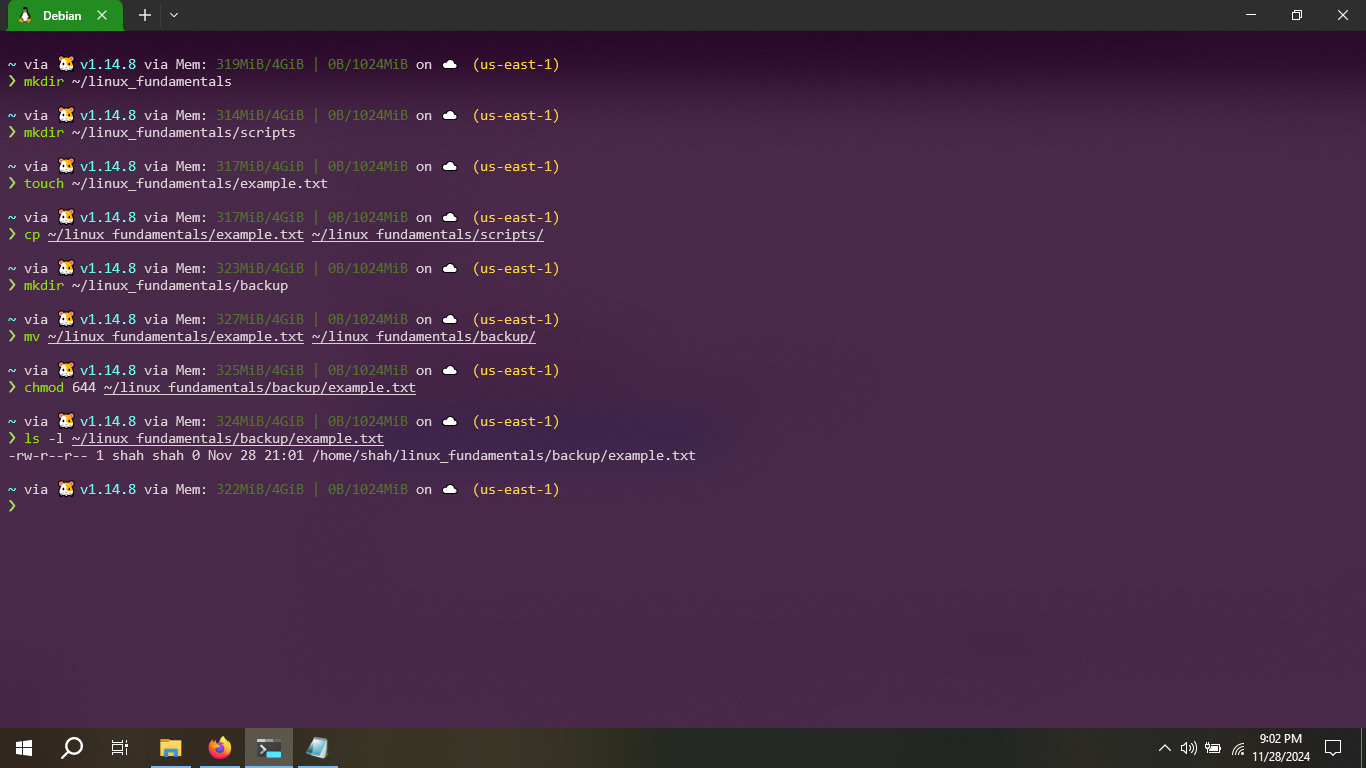 Debian
~ via 🐹 v1.14.8 via Mem: 319MiB/4GiB | 0B/1024MiB on ☁️ (us-east-1)
❯ mkdir ~/linux_fundamentals
~ via 🐹 v1.14.8 via Mem: 314MiB/4GiB | 0B/1024MiB on ☁️ (us-east-1)
❯ mkdir ~/linux_fundamentals/scripts
~ via 🐹 v1.14.8 via Mem: 317MiB/4GiB | 0B/1024MiB on ☁️ (us-east-1)
❯ touch ~/linux_fundamentals/example.txt
~ via 🐹 v1.14.8 via Mem: 317MiB/4GiB | 0B/1024MiB on ☁️ (us-east-1)
❯ cp ~/linux_fundamentals/example.txt ~/linux_fundamentals/scripts/
~ via 🐹 v1.14.8 via Mem: 323MiB/4GiB | 0B/1024MiB on ☁️ (us-east-1)
❯ mkdir ~/linux_fundamentals/backup
~ via 🐹 v1.14.8 via Mem: 327MiB/4GiB | 0B/1024MiB on ☁️ (us-east-1)
❯ mv ~/linux_fundamentals/example.txt ~/linux_fundamentals/backup/
~ via 🐹 v1.14.8 via Mem: 325MiB/4GiB | 0B/1024MiB on ☁️ (us-east-1)
❯ chmod 644 ~/linux_fundamentals/backup/example.txt
~ via 🐹 v1.14.8 via Mem: 324MiB/4GiB | 0B/1024MiB on ☁️ (us-east-1)
❯ ls -l ~/linux_fundamentals/backup/example.txt
-rw-r--r-- 1 shah shah 0 Nov 28 21:01 /home/shah/linux_fundamentals/backup/example.txt
~ via 🐹 v1.14.8 via Mem: 322MiB/4GiB | 0B/1024MiB on ☁️ (us-east-1)
❯
9:02 PM
11/28/2024